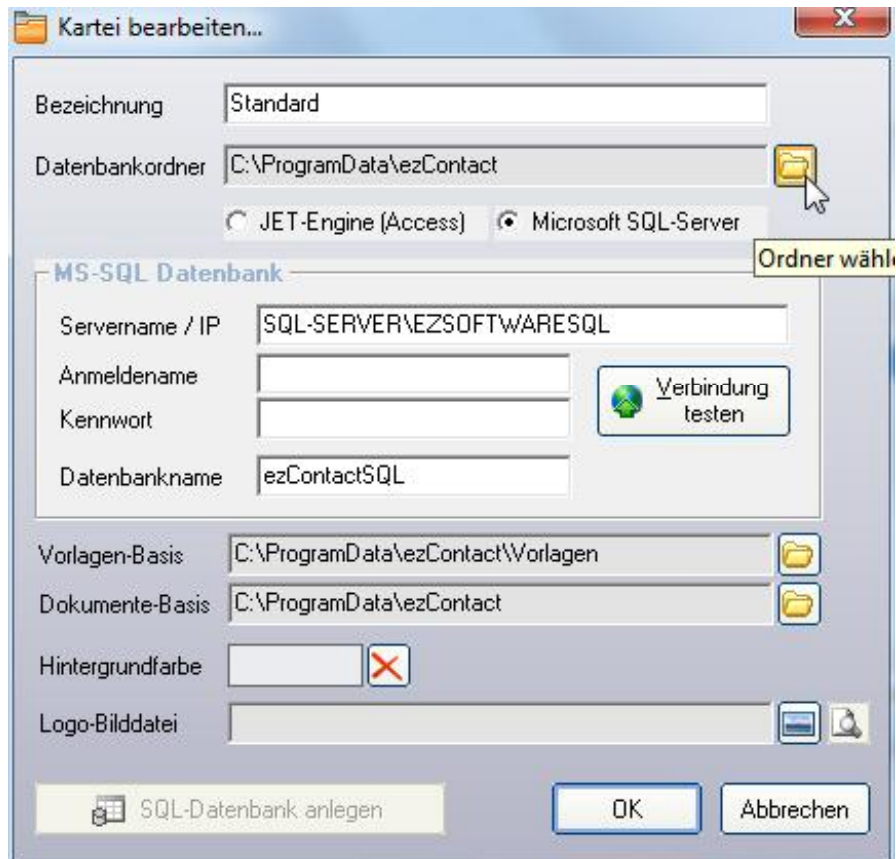 Kartei bearbeiten...
Bezeichnung Standard
Datenbankordner C:\ProgramData\ezContact
JET-Engine (Access) Microsoft SQL-Server
Ordner wähle
MS-SQL Datenbank
Servername / IP SQL-SERVER\EZSOFTWARESQL
Anmeldename
Kennwort
Verbindung
testen
Datenbankname ezContactSQL
Vorlagen-Basis C:\ProgramData\ezContact\Vorlagen
Dokumente-Basis C:\ProgramData\ezContact
Hintergrundfarbe
Logo-Bilddatei
SQL-Datenbank anlegen OK Abbrechen